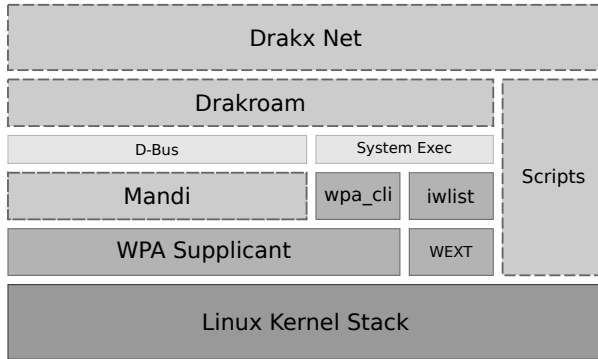 Drakx Net
Drakroam
D-Bus
System Exec
Scripts
Mandi
wpa_cli
iwlist
WPA Supplicant
WEXT
Linux Kernel Stack